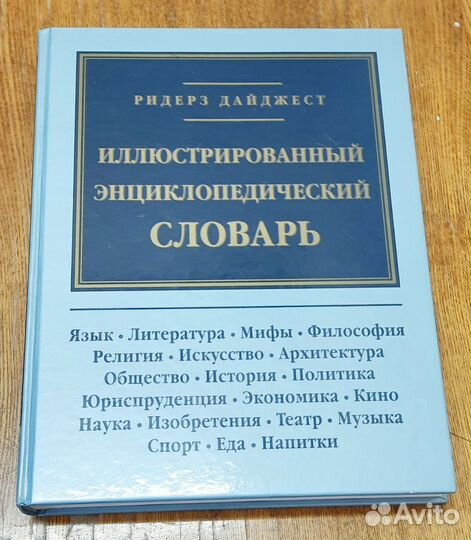 РИДЕРЗ ДАЙДЖЕСТ
ИЛЛЮСТРИРОВАННЫЙ
ЭНЦИКЛОПЕДИЧЕСКИЙ
СЛОВАРЬ
Язык • Литература • Мифы • Философия
Религия • Искусство • Архитектура
Общество • История • Политика
Юриспруденция • Экономика • Кино
Наука • Изобретения • Театр • Музыка
Спорт • Еда • Напитки
Avito